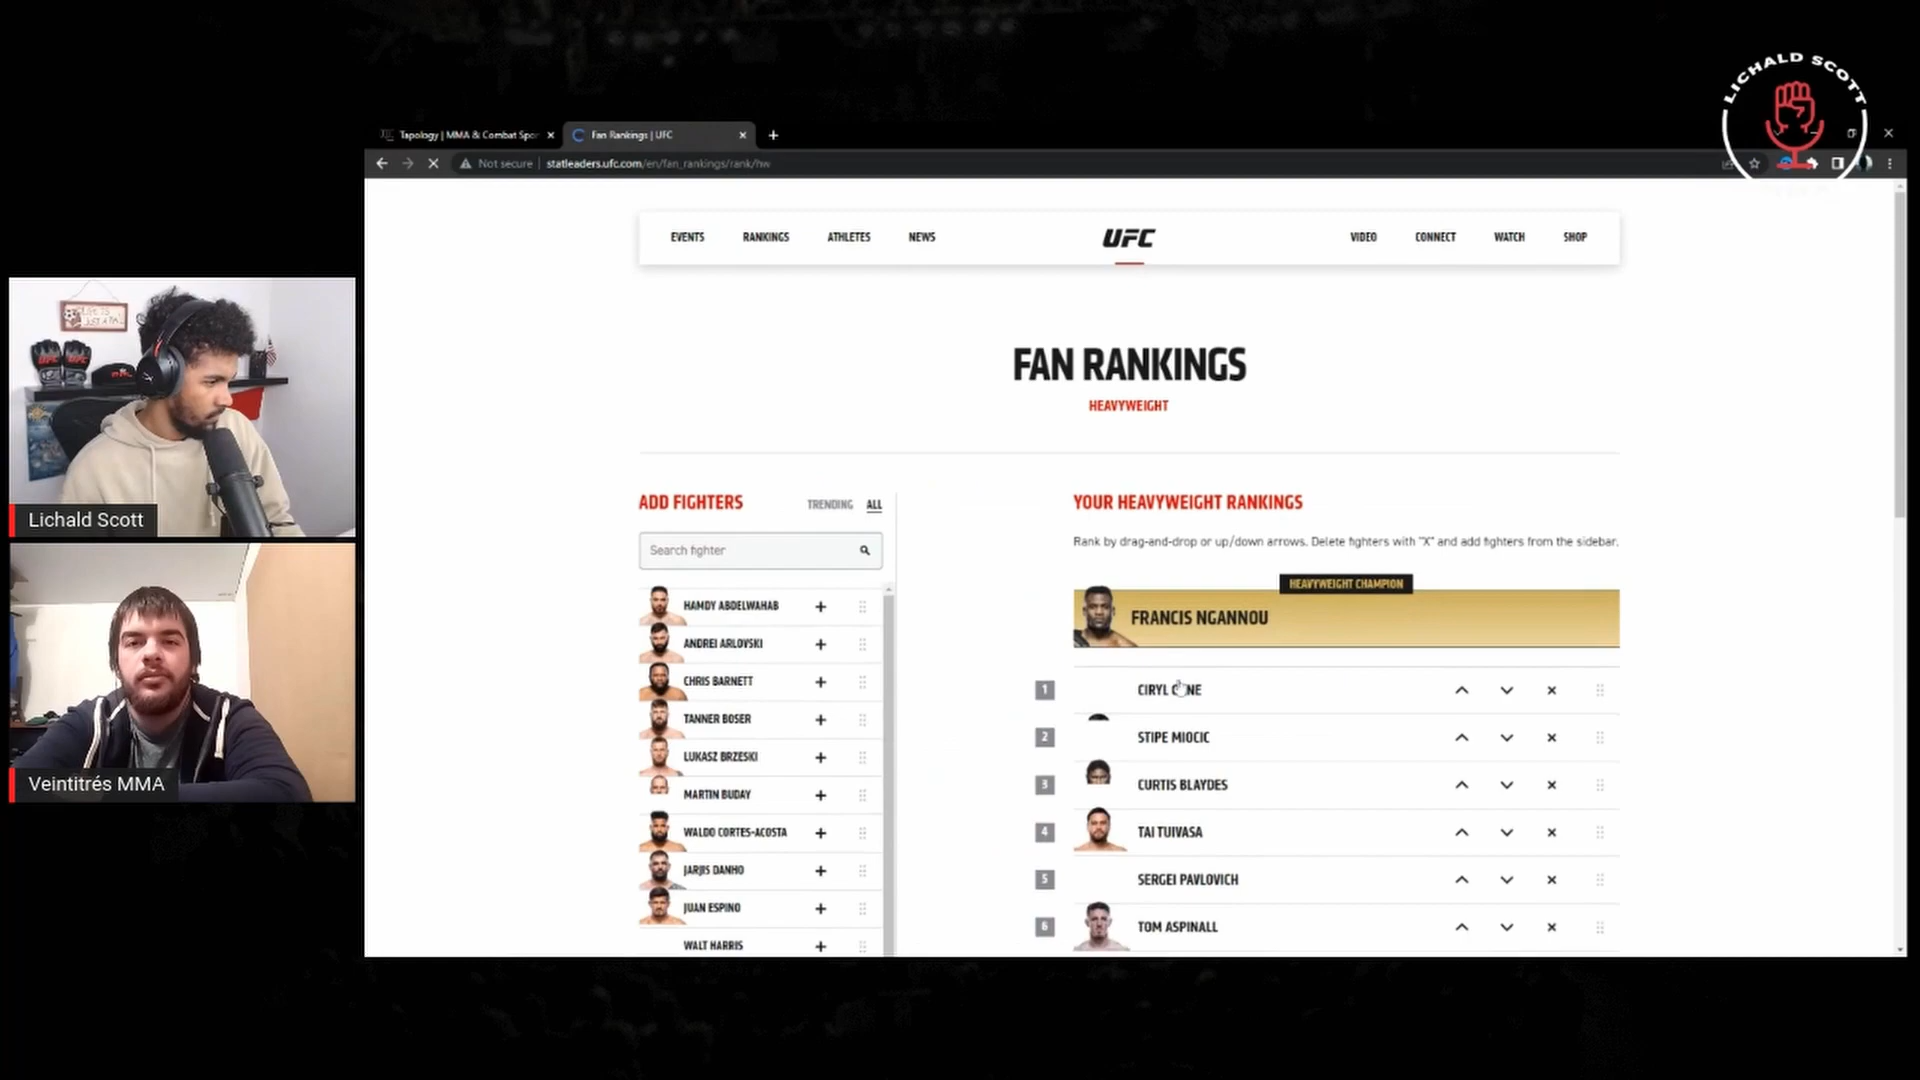 LICHALD SCOTT
Tapology | MMA & Combat Spor
Fan Rankings | UFC
Not secure
statleaders.ufc.com/en/fan_rankings/rank/hw
EVENTS
RANKINGS
ATHLETES
NEWS
UFC
VIDEO
CONNECT
WATCH
SHOP
FAN RANKINGS
HEAVYWEIGHT
ADD FIGHTERS
TRENDING
ALL
Search fighter
HAMDY ABDELWAHAB
ANDREI ARLOVSKI
CHRIS BARNETT
TANNER BOSER
LUKASZ BRZESKI
MARTIN BUDAY
WALDO CORTES-ACOSTA
JARJIS DANHO
JUAN ESPINO
WALT HARRIS
YOUR HEAVYWEIGHT RANKINGS
Rank by drag-and-drop or up/down arrows. Delete fighters with "X" and add fighters from the sidebar.
HEAVYWEIGHT CHAMPION
FRANCIS NGANNOU
1 CIRYL GANE
2 STIPE MIOCIC
3 CURTIS BLAYDES
4 TAI TUIVASA
5 SERGEI PAVLOVICH
6 TOM ASPINALL
UFC UFC
Lichald Scott
Veintitrés MMA